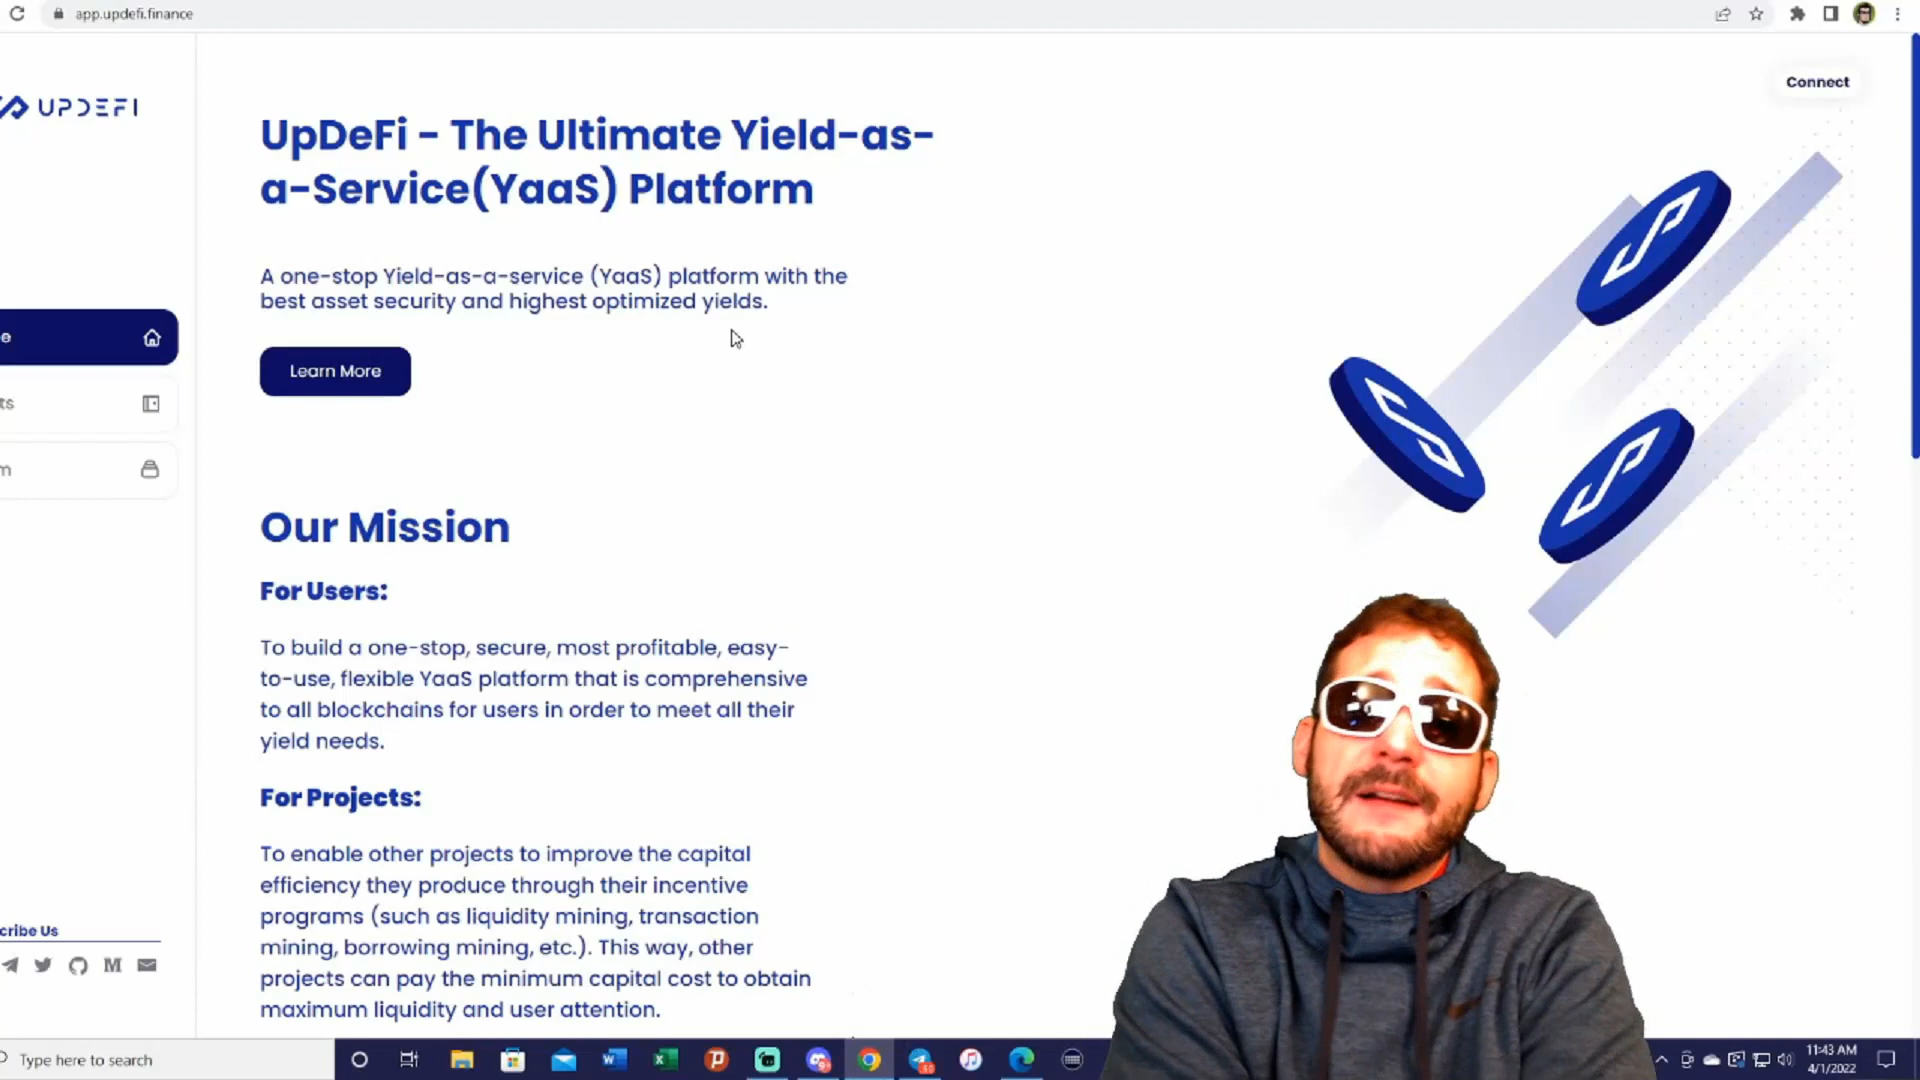 app.updefi.finance
Connect
UPDEFI
UpDeFi - The Ultimate Yield-as-
a-Service(YaaS) Platform
A one-stop Yield-as-a-service (YaaS) platform with the
best asset security and highest optimized yields.
e
Learn More
ts
m
Our Mission
For Users:
To build a one-stop, secure, most profitable, easy-
to-use, flexible YaaS platform that is comprehensive
to all blockchains for users in order to meet all their
yield needs.
For Projects:
To enable other projects to improve the capital
efficiency they produce through their incentive
programs (such as liquidity mining, transaction
mining, borrowing mining, etc.). This way, other
projects can pay the minimum capital cost to obtain
maximum liquidity and user attention.
cribe Us
Type here to search
11:43 AM
4/1/2022